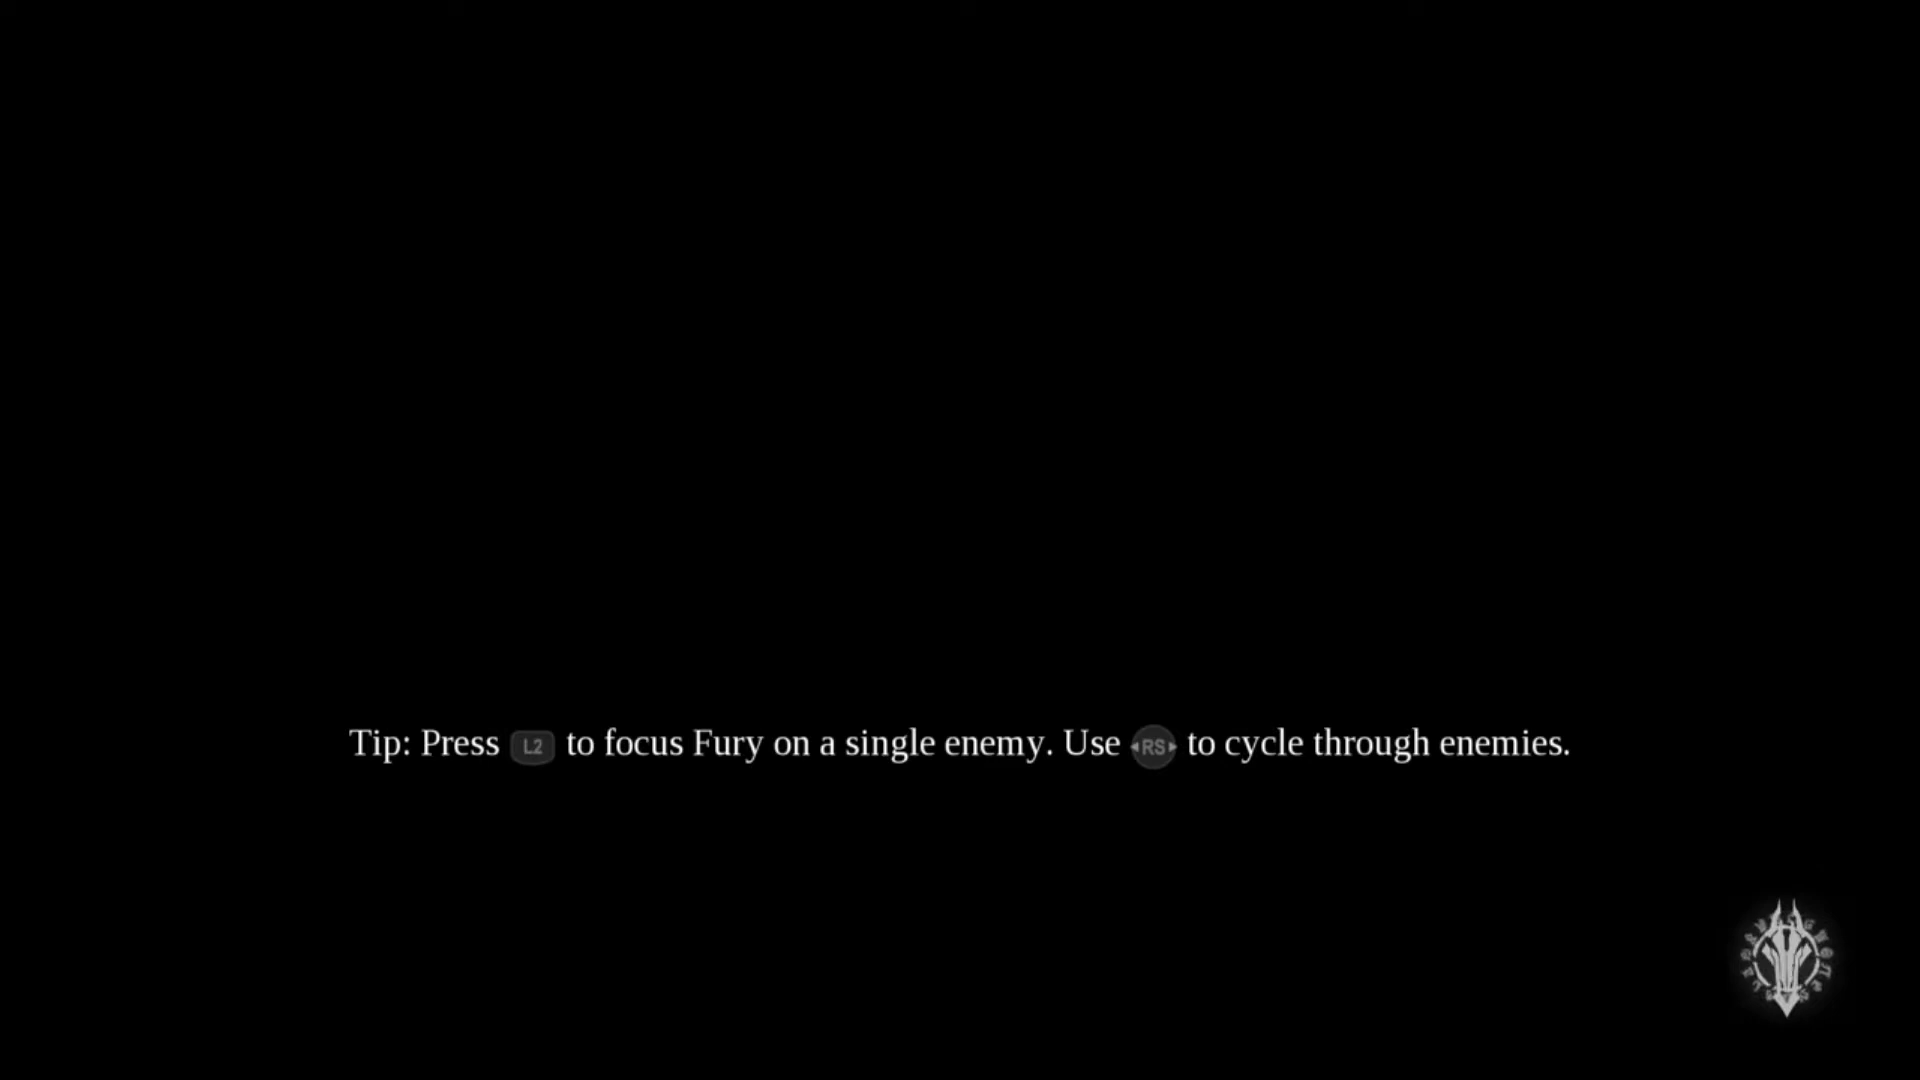 Tip: Press L2 to focus Fury on a single enemy. Use RS to cycle through enemies.